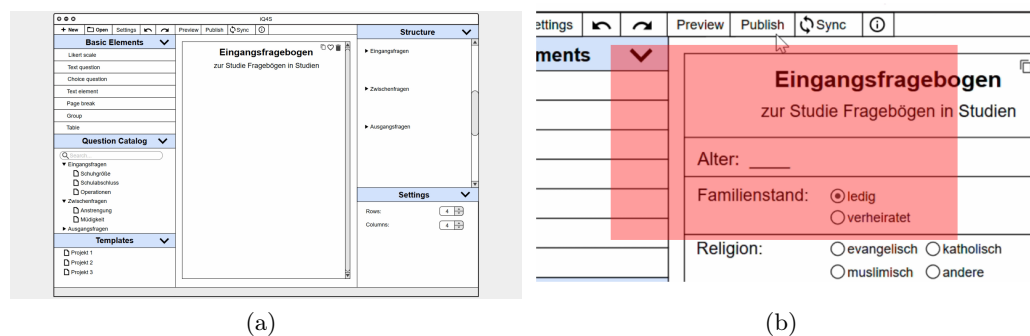 IQ4S
+ New Open Settings Preview Publish Sync
Basic Elements
Likert scale
Text question
Choice question
Text element
Page break
Group
Table
Question Catalog
Search...
Eingangsfragen
Schuhgröße
Schulabschluss
Operationen
Zwischenfragen
Anstrengung
Müdigkeit
Ausgangsfragen
Templates
Projekt 1
Projekt 2
Projekt 3
Eingangsfragebogen
zur Studie Fragebögen in Studien
Structure
Eingangsfragen
Zwischenfragen
Ausgangsfragen
Settings
Rows: 4
Columns: 4
(a)
ettings Preview Publish Sync
ments
Eingangsfragebogen
zur Studie Fragebögen in Studien
Alter: ____
Familienstand: ledig
verheiratet
Religion: evangelisch katholisch
muslimisch andere
(b)